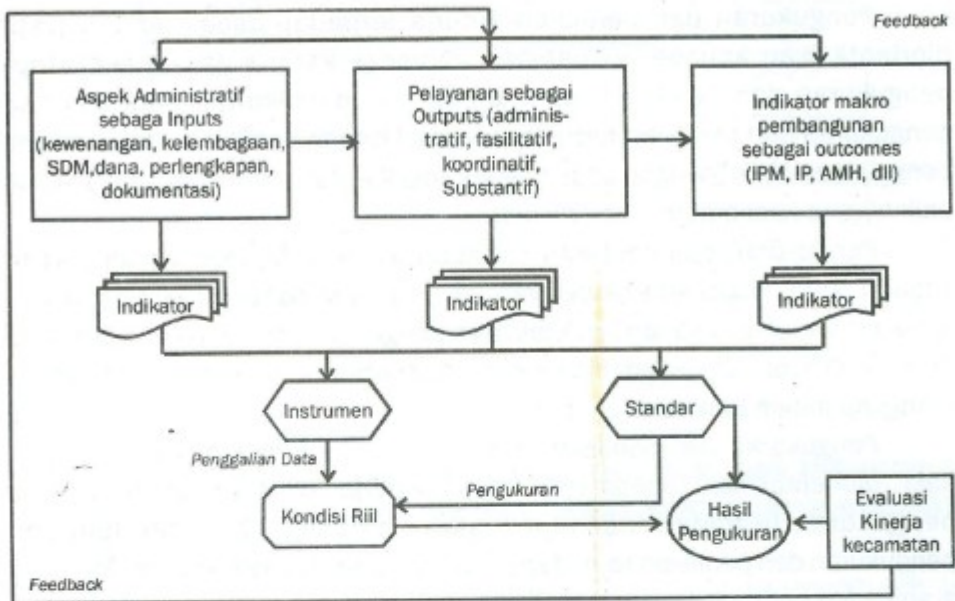 Feedback
Aspek Administratif
sebaga Inputs
(kewenangan, kelembagaan,
SDM,dana, perlengkapan,
dokumentasi)
Pelayanan sebagai
Outputs (adminis-
tratif, fasilitatif,
koordinatif,
Substantif)
Indikator makro
pembangunan
sebagai outcomes
(IPM, IP, AMH, dll)
Indikator
Indikator
Indikator
Instrumen
Standar
Penggalian Data
Pengukuran
Kondisi Riil
Hasil
Pengukuran
Evaluasi
Kinerja
kecamatan
Feedback